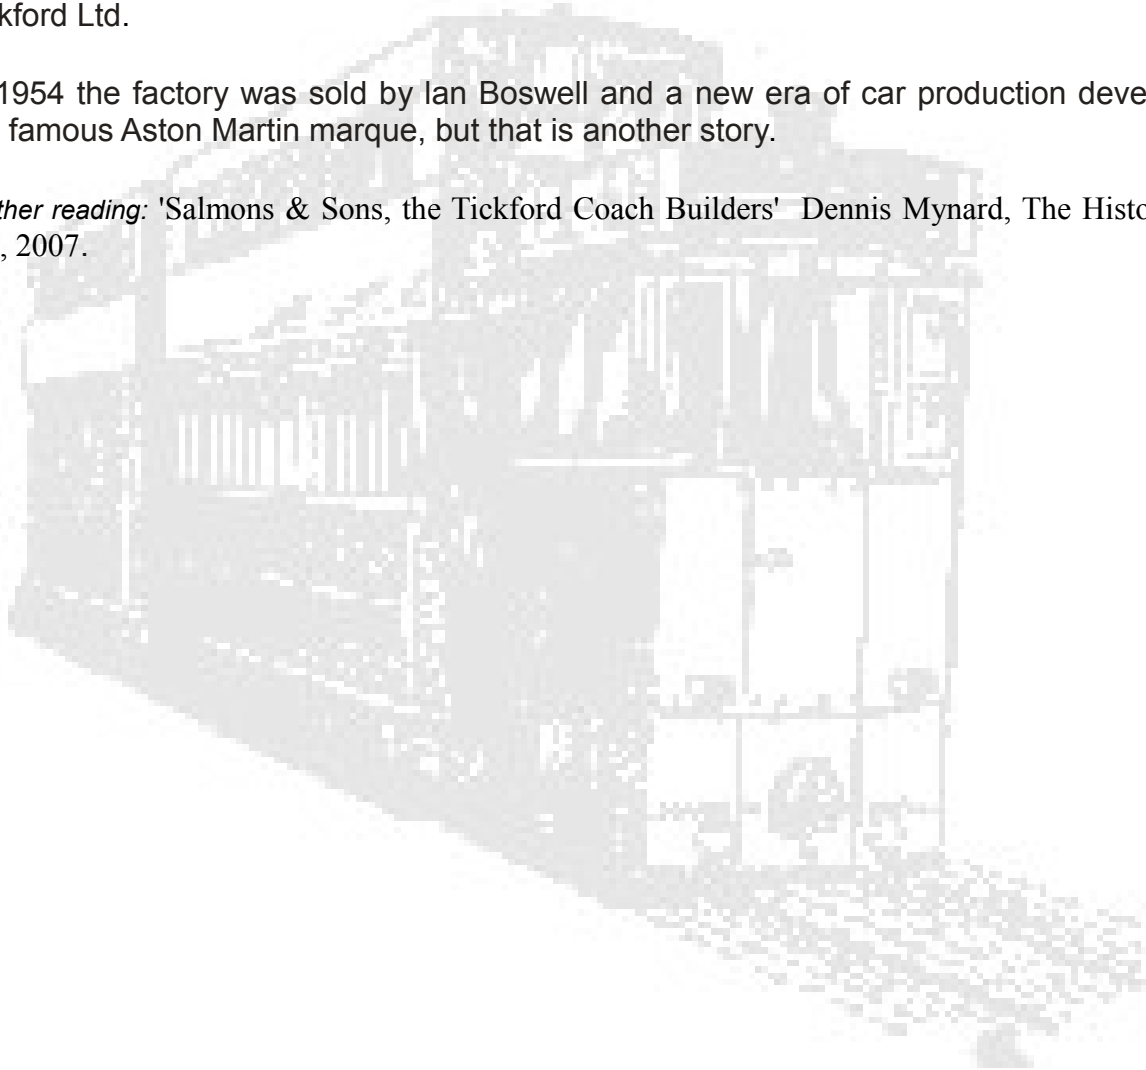 kford Ltd.
1954 the factory was sold by Ian Boswell and a new era of car production deve
famous Aston Martin marque, but that is another story.
ther reading: 'Salmons & Sons, the Tickford Coach Builders' Dennis Mynard, The Histo
, 2007.